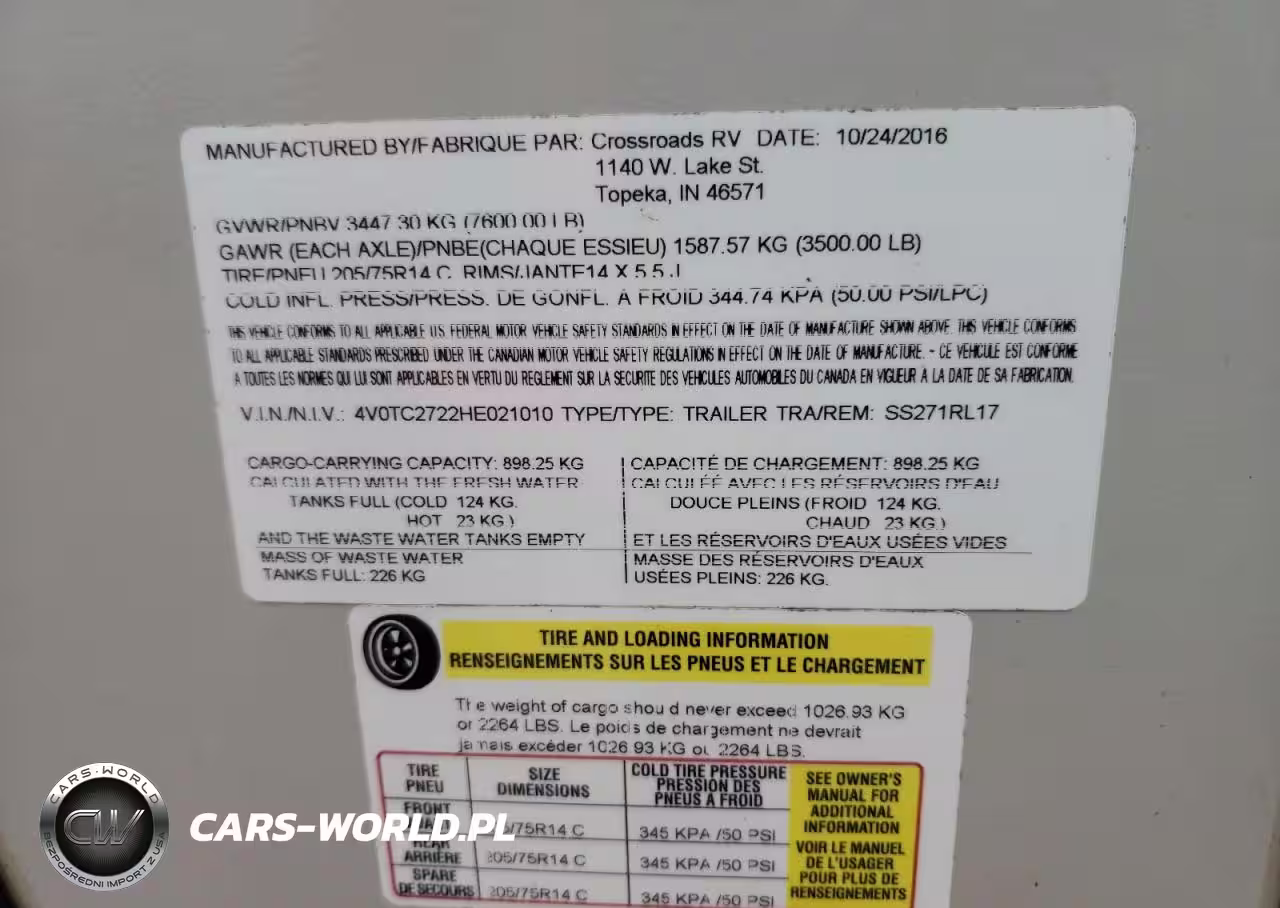 MANUFACTURED BY/FABRIQUE PAR: Crossroads RV DATE: 10/24/2016
1140 W. Lake St.
Topeka, IN 46571
GVWR/PNBV 3447.30 KG (7600.00 LB)
GAWR (EACH AXLE)/PNBE(CHAQUE ESSIEU) 1587.57 KG (3500.00 LB)
TIRE/PNEU 205/75R14 C RIMS/JANTE14 X 5.5 J
COLD INFL. PRESS/PRESS. DE GONFL. A FROID 344.74 KPA (50.00 PSI/LPC)
THIS VEHICLE CONFORMS TO ALL APPLICABLE U.S. FEDERAL MOTOR VEHICLE SAFETY STANDARDS IN EFFECT ON THE DATE OF MANUFACTURE SHOWN ABOVE. THIS VEHICLE CONFORMS
TO ALL APPLICABLE STANDARDS PRESCRIBED UNDER THE CANADIAN MOTOR VEHICLE SAFETY REGULATIONS IN EFFECT ON THE DATE OF MANUFACTURE. - CE VEHICULE EST CONFORME
A TOUTES LES NORMES QUI LUI SONT APPLICABLES EN VERTU DU REGLEMENT SUR LA SECURITE DES VEHICULES AUTOMOBILES DU CANADA EN VIGUEUR À LA DATE DE SA FABRICATION.
V.I.N./N.I.V.: 4V0TC2722HE021010 TYPE/TYPE: TRAILER TRA/REM: SS271RL17
CARGO-CARRYING CAPACITY: 898.25 KG
CALCULATED WITH THE FRESH WATER
TANKS FULL (COLD 124 KG.
HOT 23 KG.)
AND THE WASTE WATER TANKS EMPTY
MASS OF WASTE WATER
TANKS FULL: 226 KG
CAPACITÉ DE CHARGEMENT: 898.25 KG
CALCULÉE AVEC LES RÉSERVOIRS D'EAU
DOUCE PLEINS (FROID 124 KG.
CHAUD 23 KG.)
ET LES RÉSERVOIRS D'EAUX USÉES VIDES
MASSE DES RÉSERVOIRS D'EAUX
USÉES PLEINS: 226 KG.
TIRE AND LOADING INFORMATION
RENSEIGNEMENTS SUR LES PNEUS ET LE CHARGEMENT
The weight of cargo should never exceed 1026.93 KG
or 2264 LBS. Le poids de chargement ne devrait
jamais excéder 1026.93 KG ou 2264 LBS.
TIRE PNEU SIZE DIMENSIONS COLD TIRE PRESSURE PRESSION DES PNEUS A FROID
FRONT 5/75R14 C 345 KPA /50 PSI
REAR ARRIÈRE 205/75R14 C 345 KPA /50 PSI
SPARE DE SECOURS 205/75R14 C 345 KPA /50 PSI
SEE OWNER'S
MANUAL FOR
ADDITIONAL
INFORMATION
VOIR LE MANUEL
DE L'USAGER
POUR PLUS DE
RENSEIGNEMENTS
CARS-WORLD
CW
BEZPOŚREDNI IMPORT Z USA
CARS-WORLD.PL